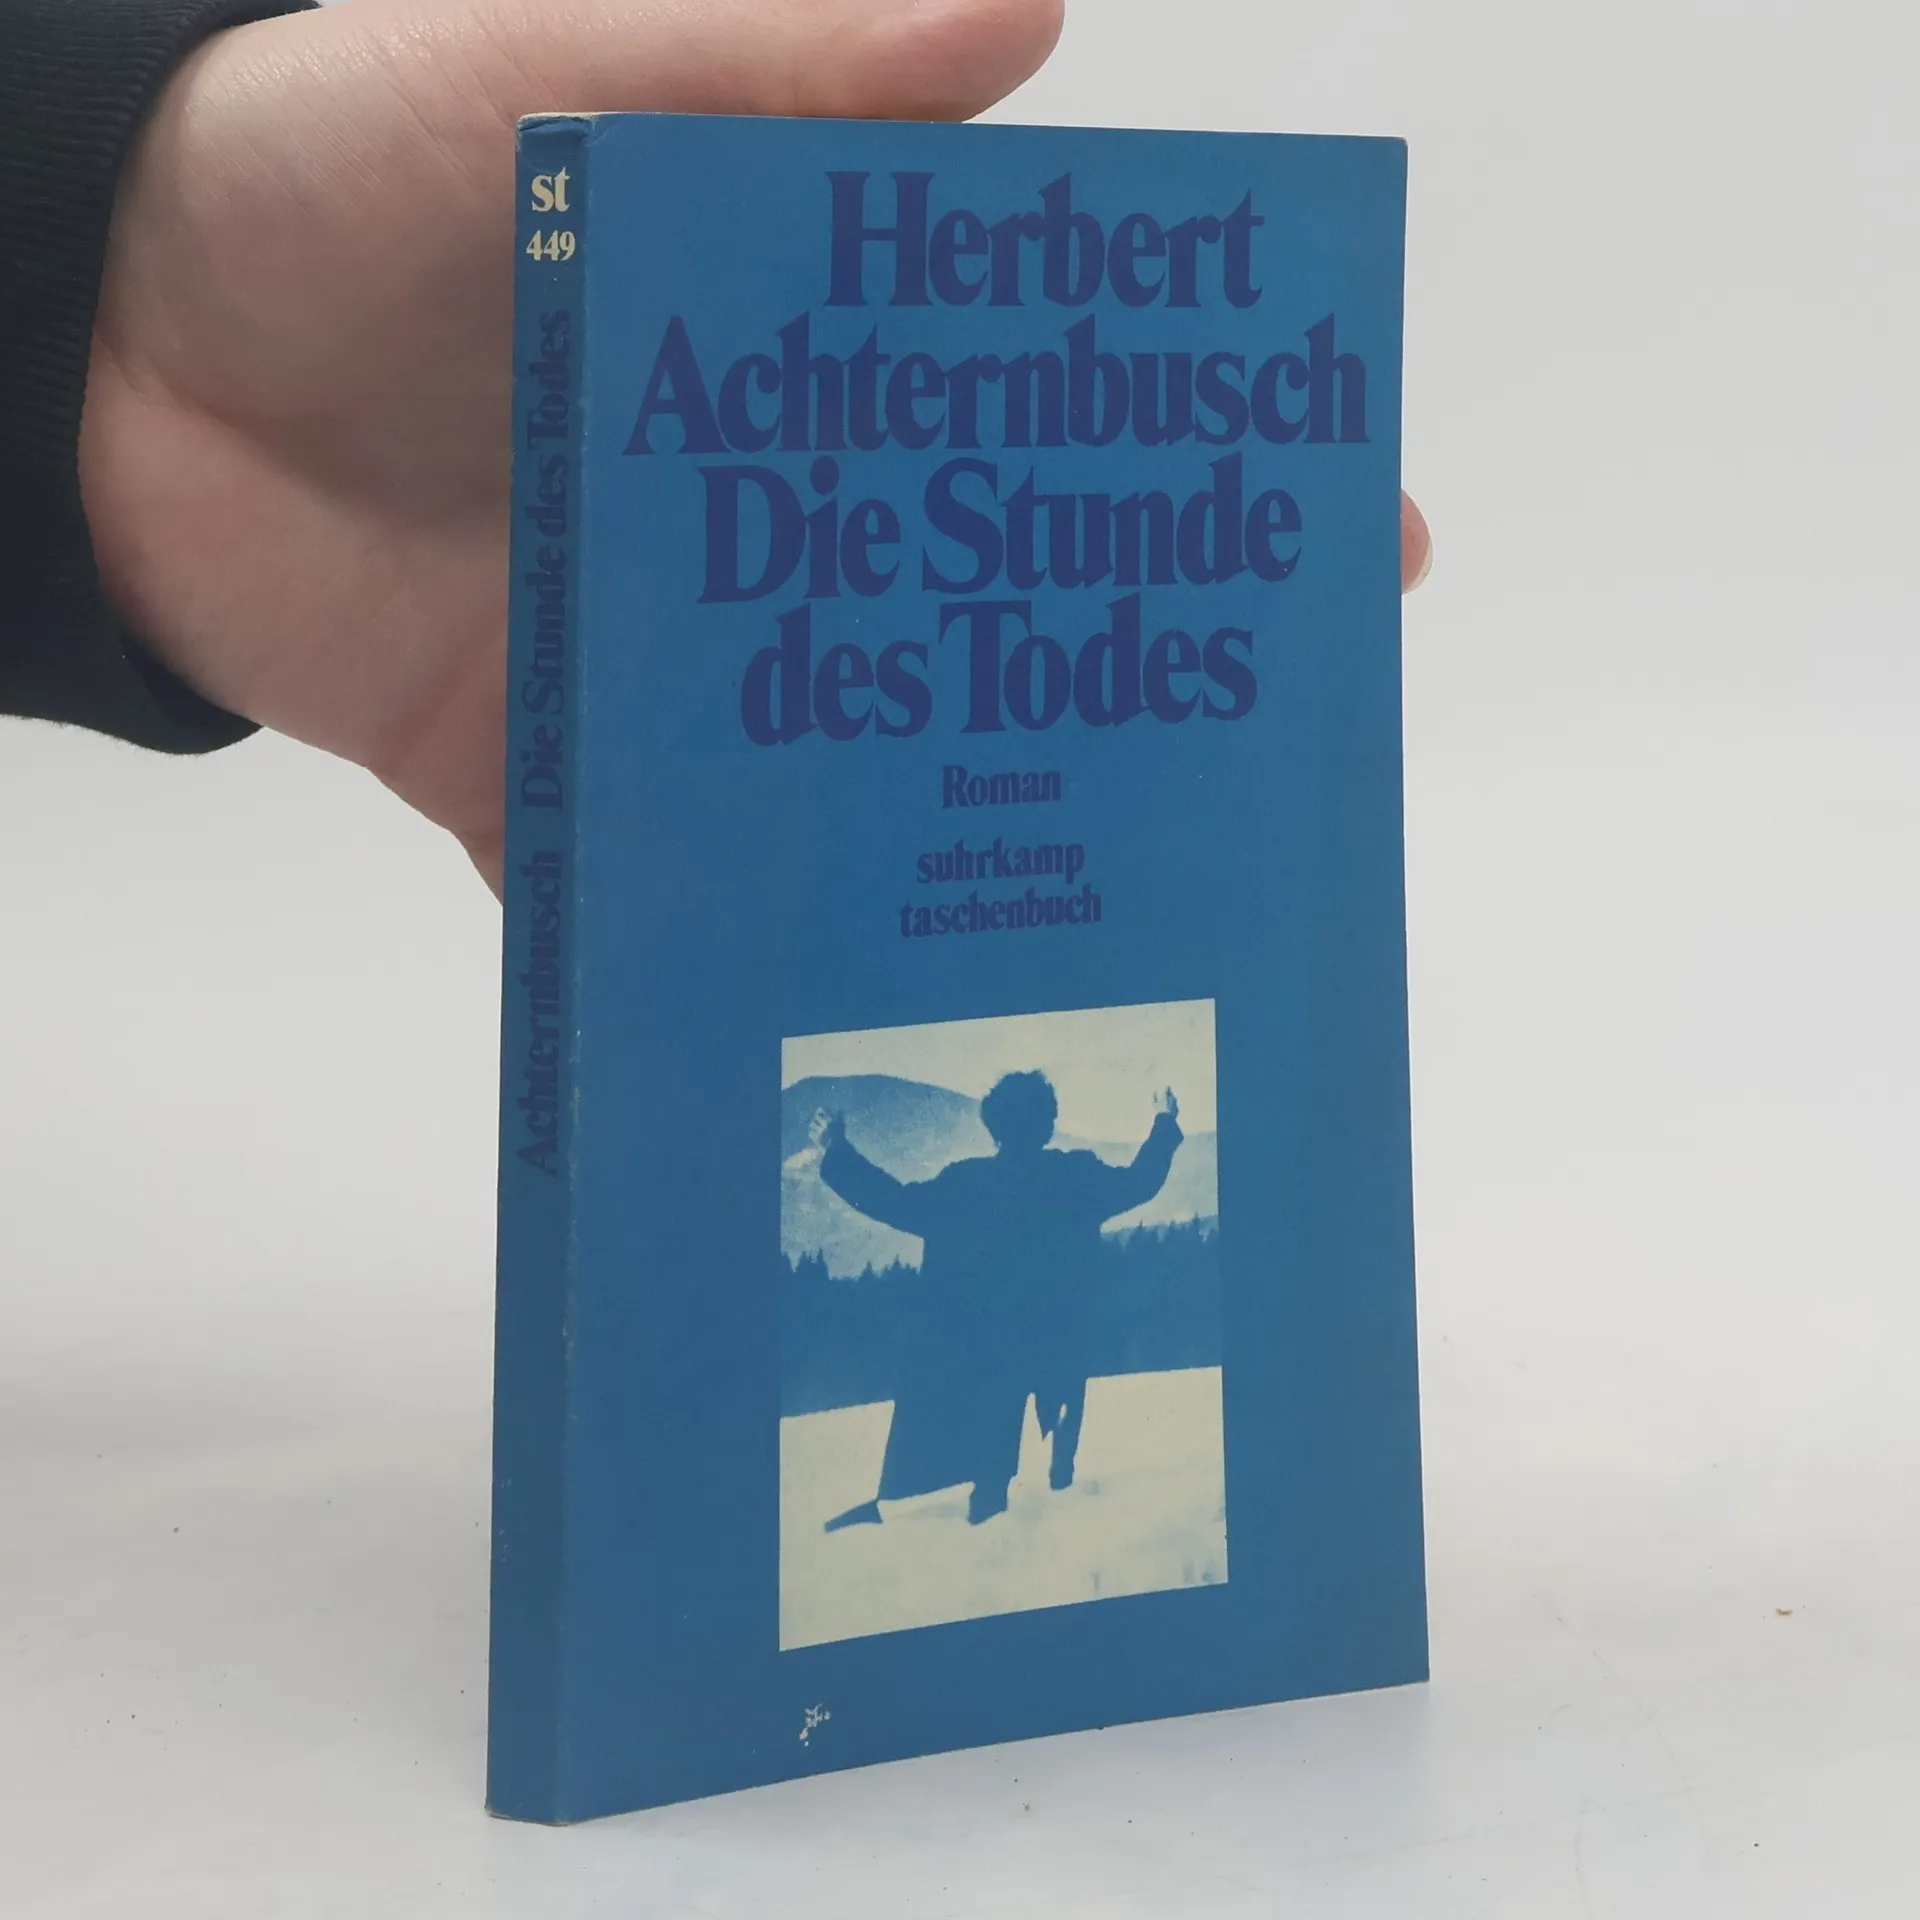 st
449
Achternbusch Die Stunde des Todes
Herbert
Achternbusch
Die Stunde
des Todes
Roman
suhrkamp
taschenbuch